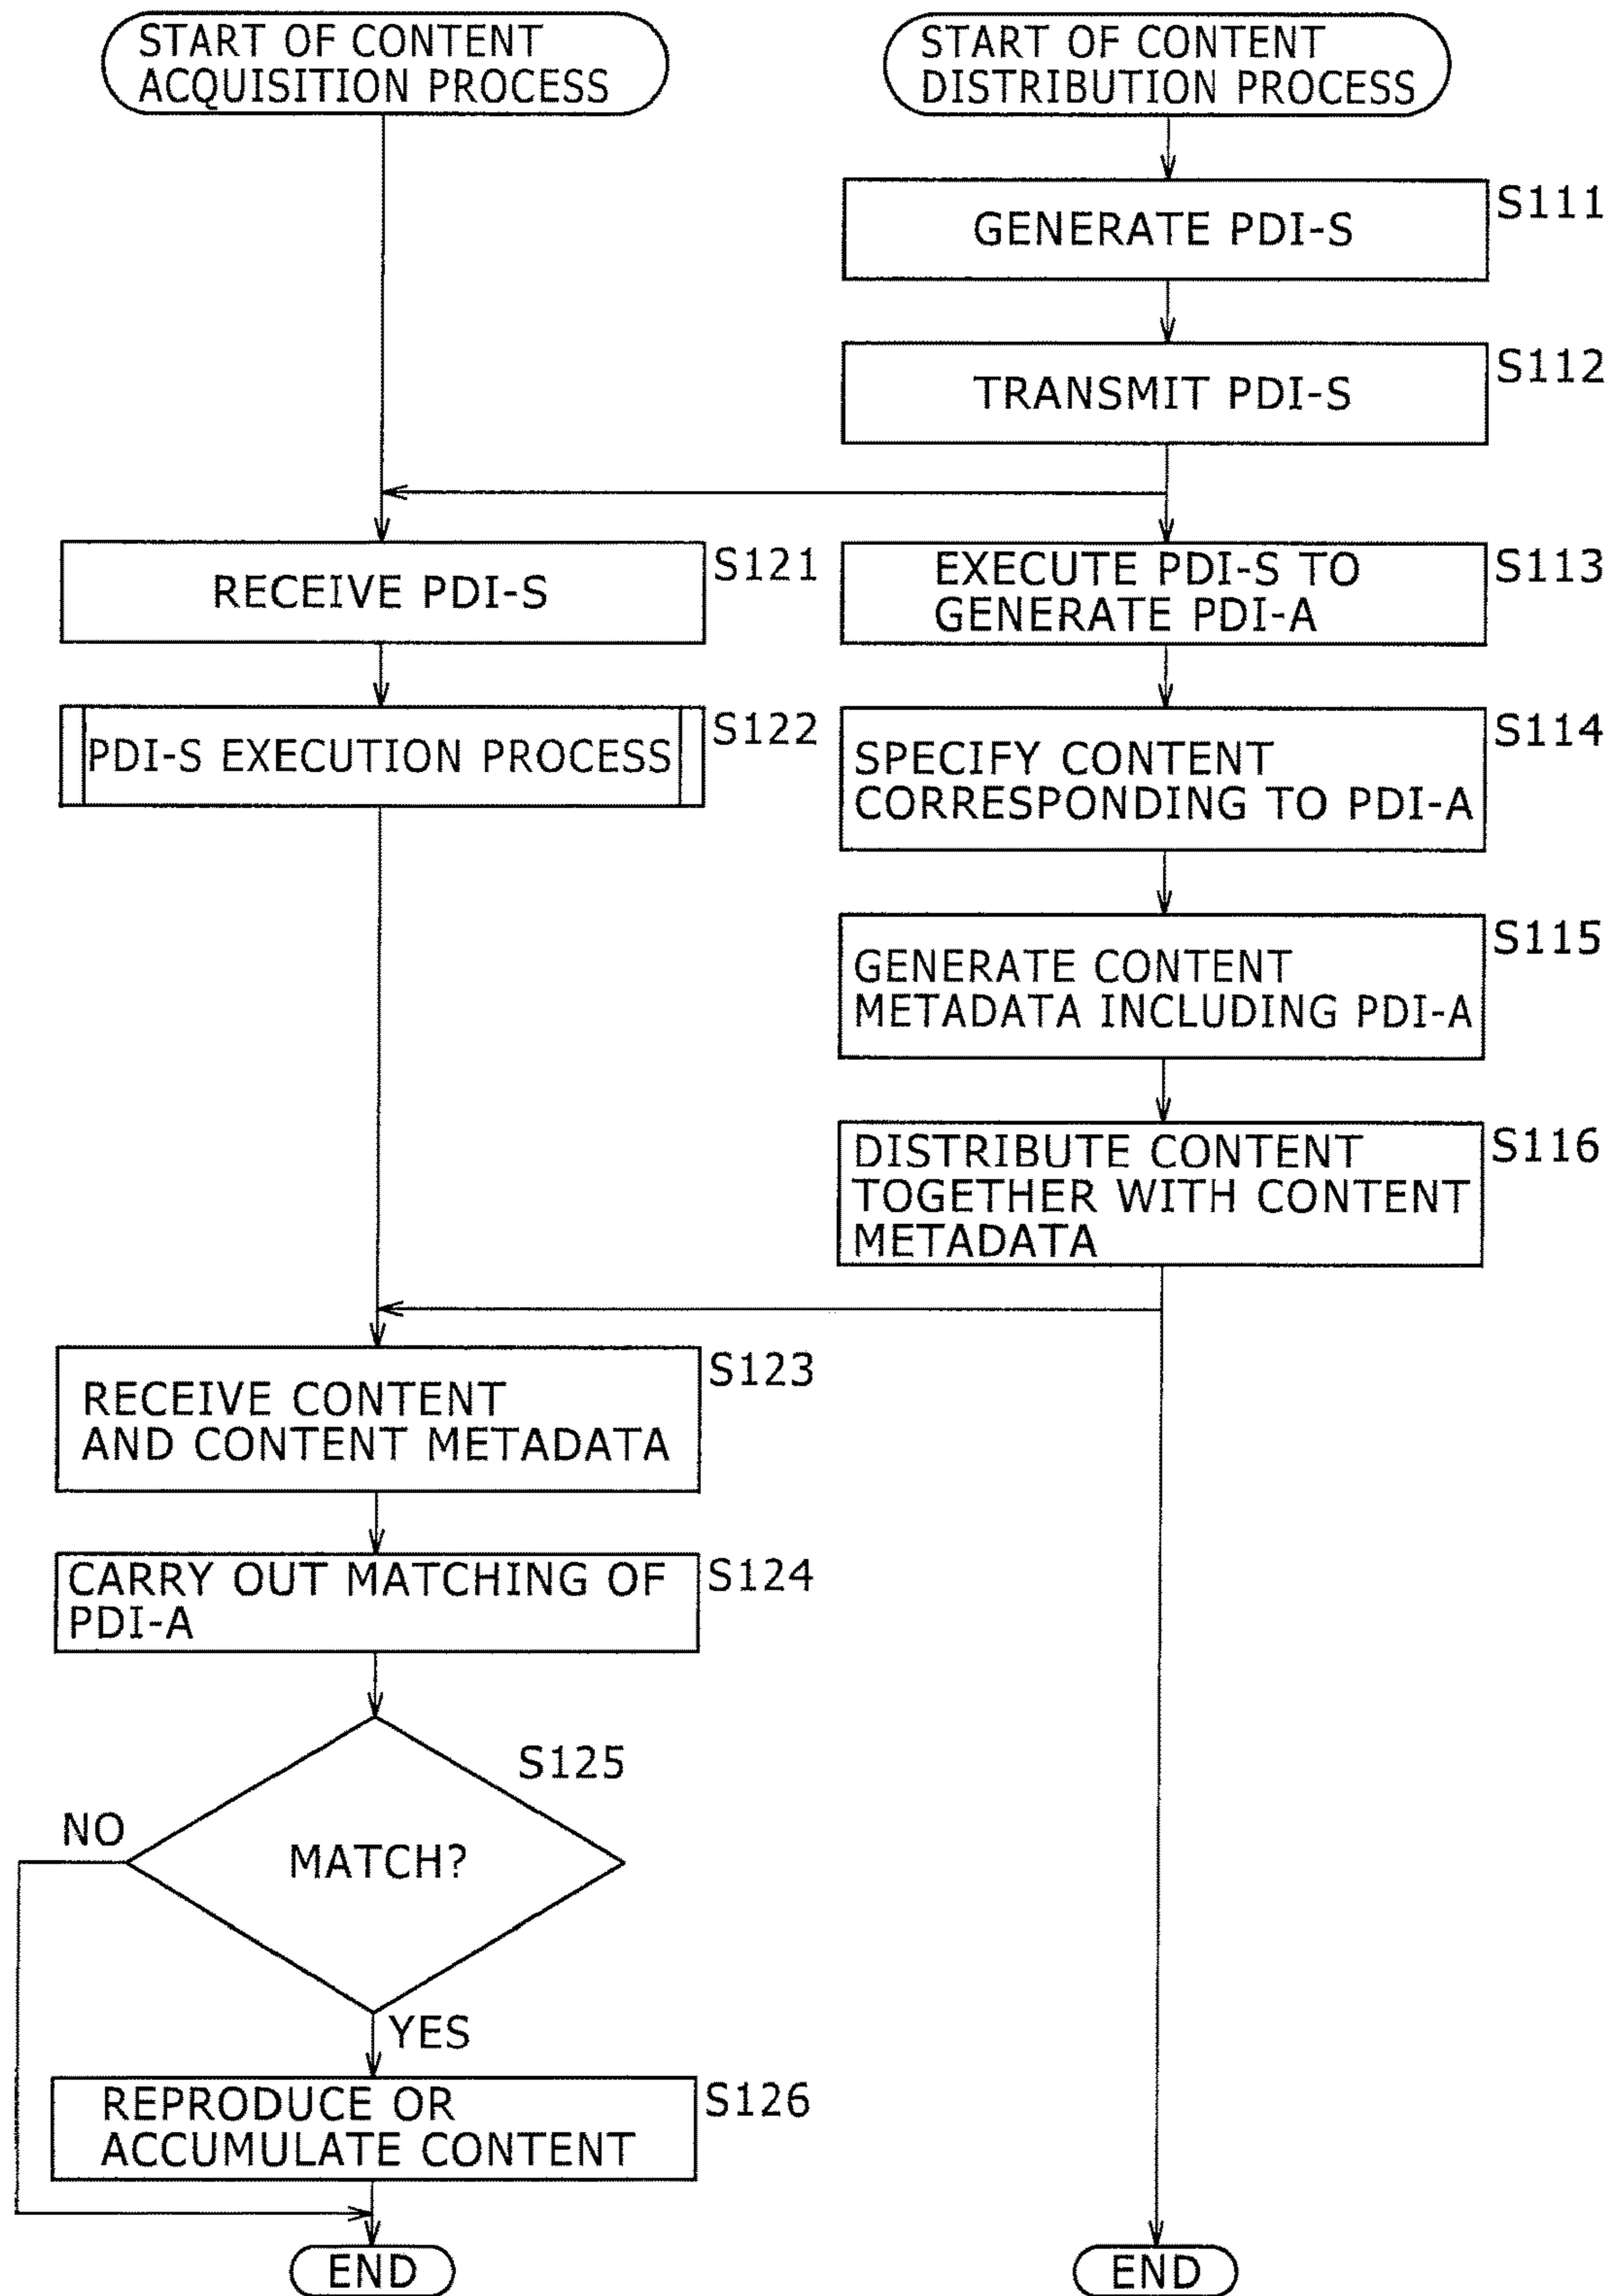 START OF CONTENT
ACQUISITION PROCESS
START OF CONTENT
DISTRIBUTION PROCESS
GENERATE PDI-S
S111
TRANSMIT PDI-S
S112
RECEIVE PDI-S
S121
EXECUTE PDI-S TO
GENERATE PDI-A
S113
PDI-S EXECUTION PROCESS
S122
SPECIFY CONTENT
CORRESPONDING TO PDI-A
S114
GENERATE CONTENT
METADATA INCLUDING PDI-A
S115
DISTRIBUTE CONTENT
TOGETHER WITH CONTENT
METADATA
S116
RECEIVE CONTENT
AND CONTENT METADATA
S123
CARRY OUT MATCHING OF
PDI-A
S124
S125
NO
MATCH?
YES
REPRODUCE OR
ACCUMULATE CONTENT
S126
END
END